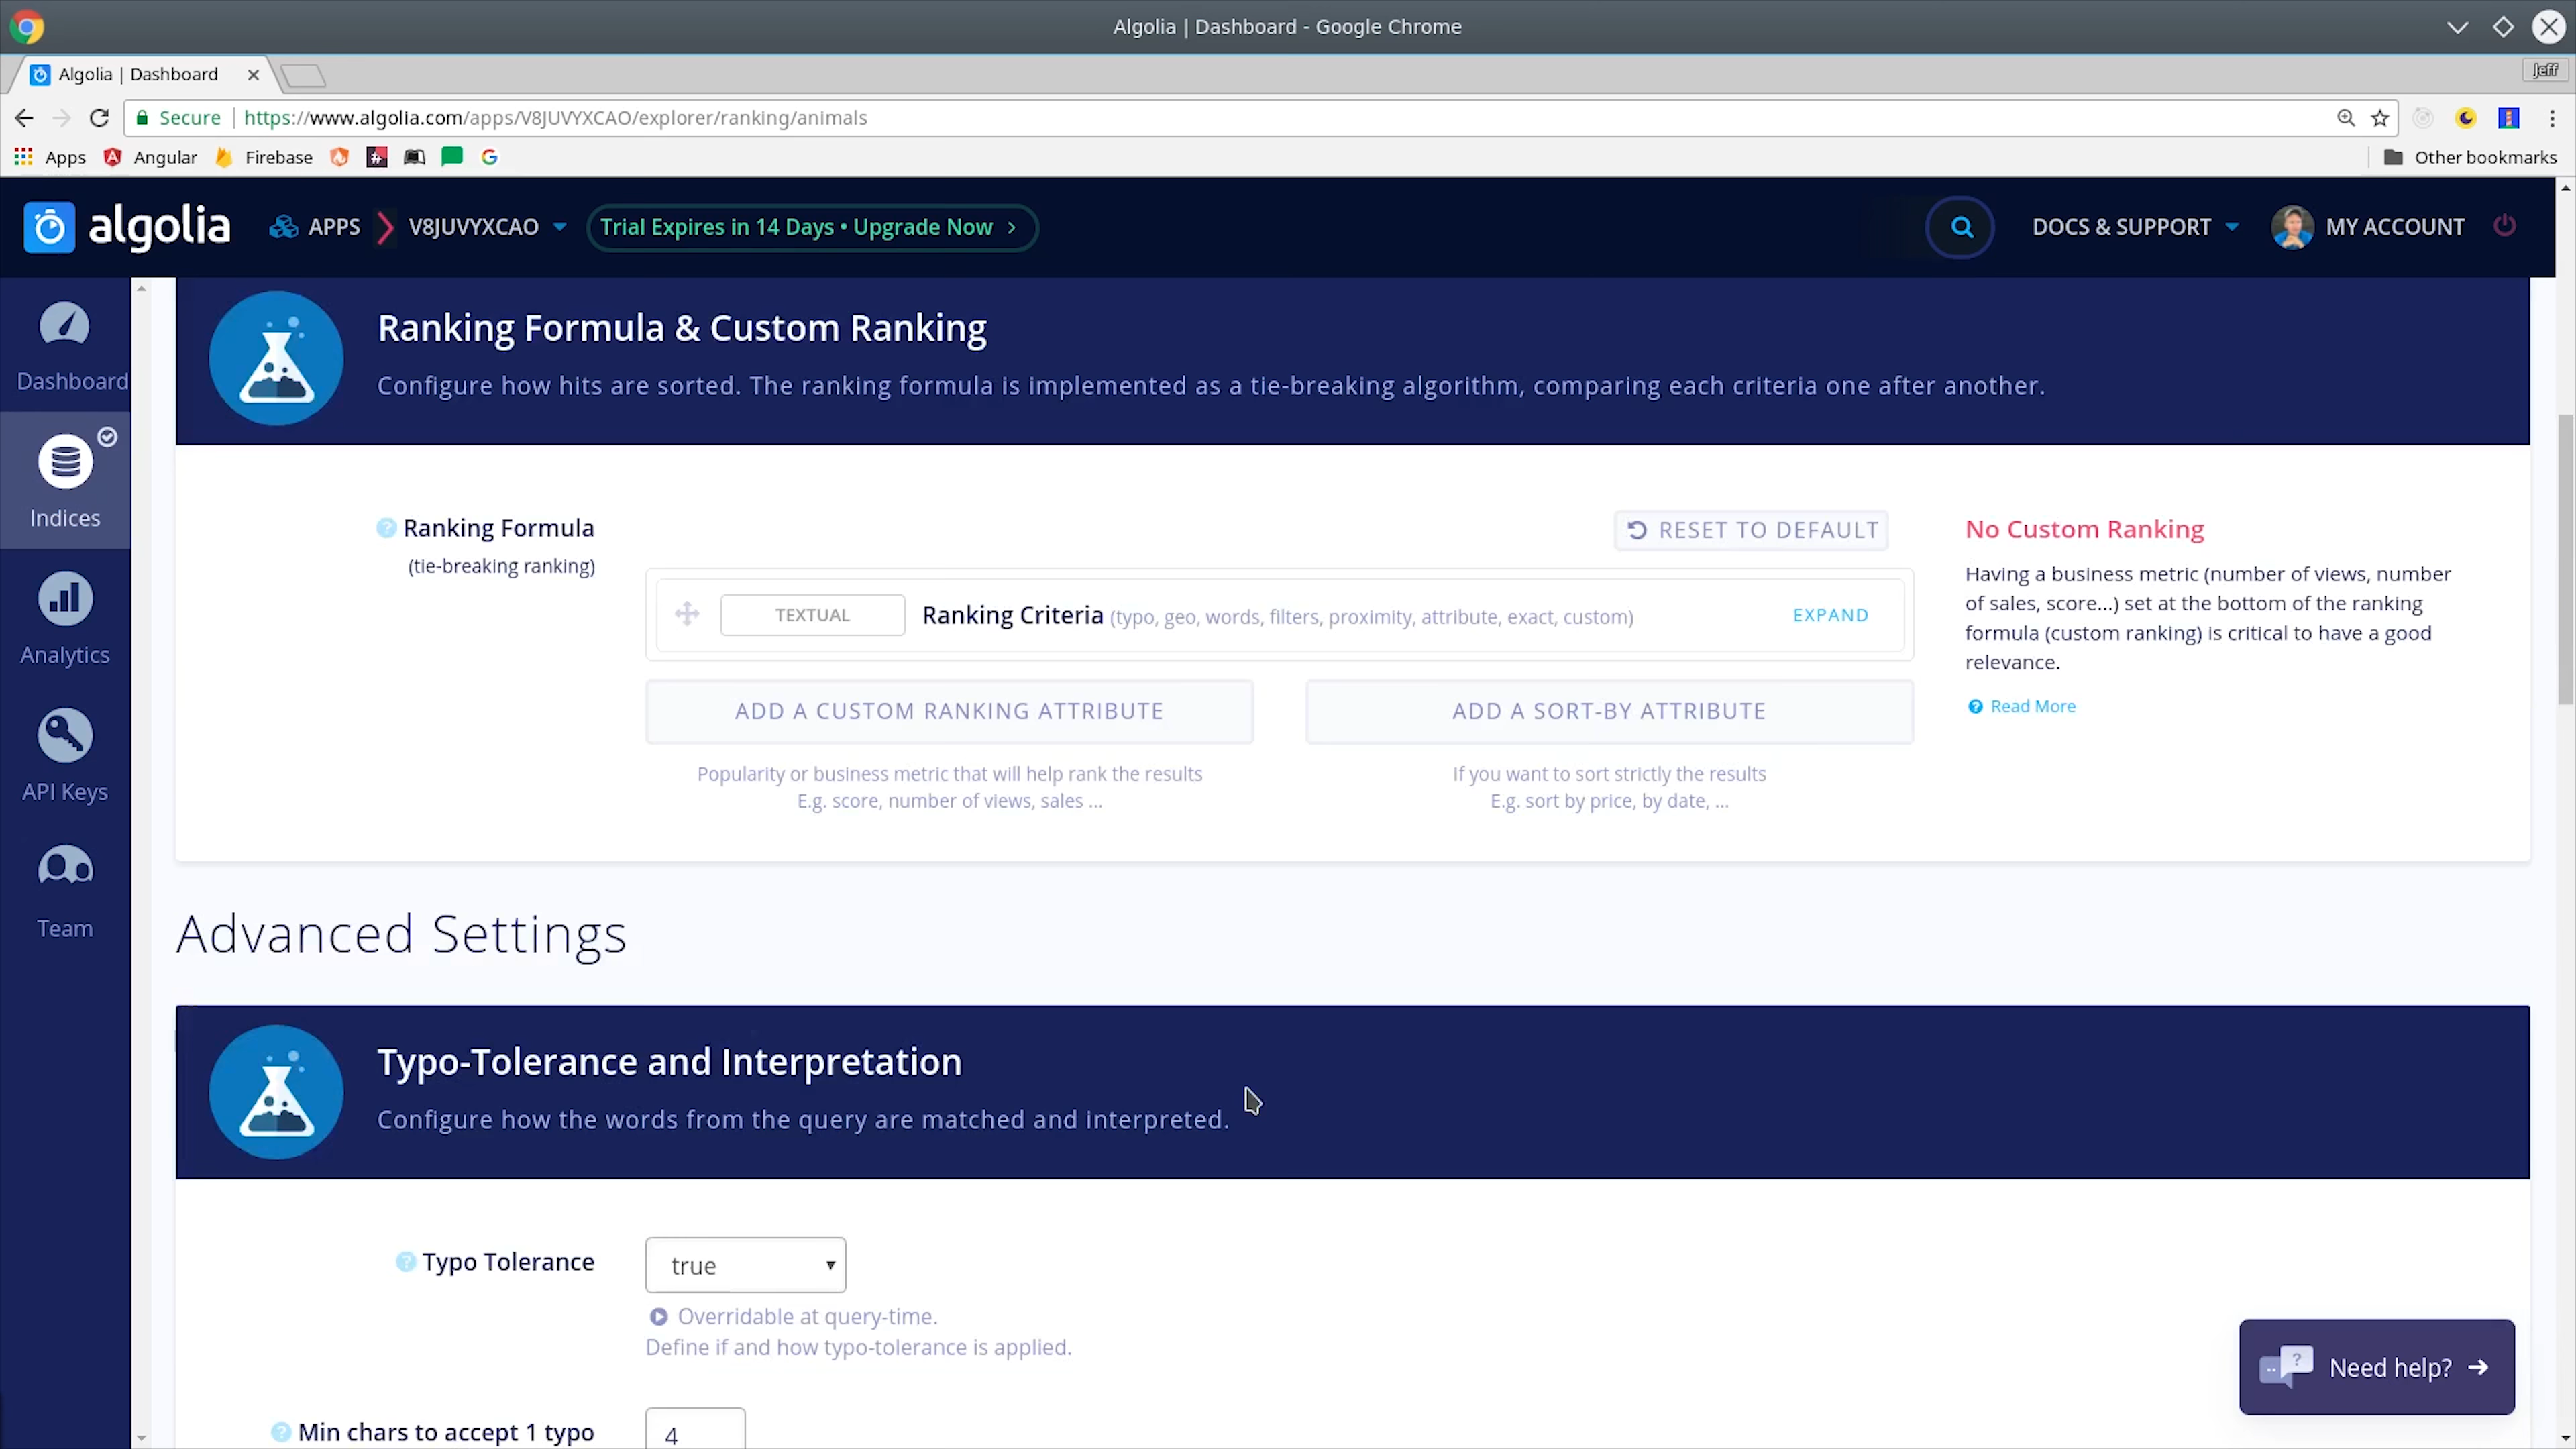 Algolia | Dashboard - Google Chrome
Algolia | Dashboard
Jeff
Secure https://www.algolia.com/apps/V8JUVYXCAO/explorer/ranking/animals
Apps Angular Firebase Other bookmarks
algolia APPS V8JUVYXCAO Trial Expires in 14 Days • Upgrade Now DOCS & SUPPORT MY ACCOUNT
Dashboard
Indices
Analytics
API Keys
Team
Ranking Formula & Custom Ranking
Configure how hits are sorted. The ranking formula is implemented as a tie-breaking algorithm, comparing each criteria one after another.
Ranking Formula
(tie-breaking ranking)
RESET TO DEFAULT
TEXTUAL Ranking Criteria (typo, geo, words, filters, proximity, attribute, exact, custom) EXPAND
ADD A CUSTOM RANKING ATTRIBUTE
Popularity or business metric that will help rank the results
E.g. score, number of views, sales ...
ADD A SORT-BY ATTRIBUTE
If you want to sort strictly the results
E.g. sort by price, by date, ...
No Custom Ranking
Having a business metric (number of views, number
of sales, score...) set at the bottom of the ranking
formula (custom ranking) is critical to have a good
relevance.
Read More
Advanced Settings
Typo-Tolerance and Interpretation
Configure how the words from the query are matched and interpreted.
Typo Tolerance
true
Overridable at query-time.
Define if and how typo-tolerance is applied.
Min chars to accept 1 typo
4
Need help?